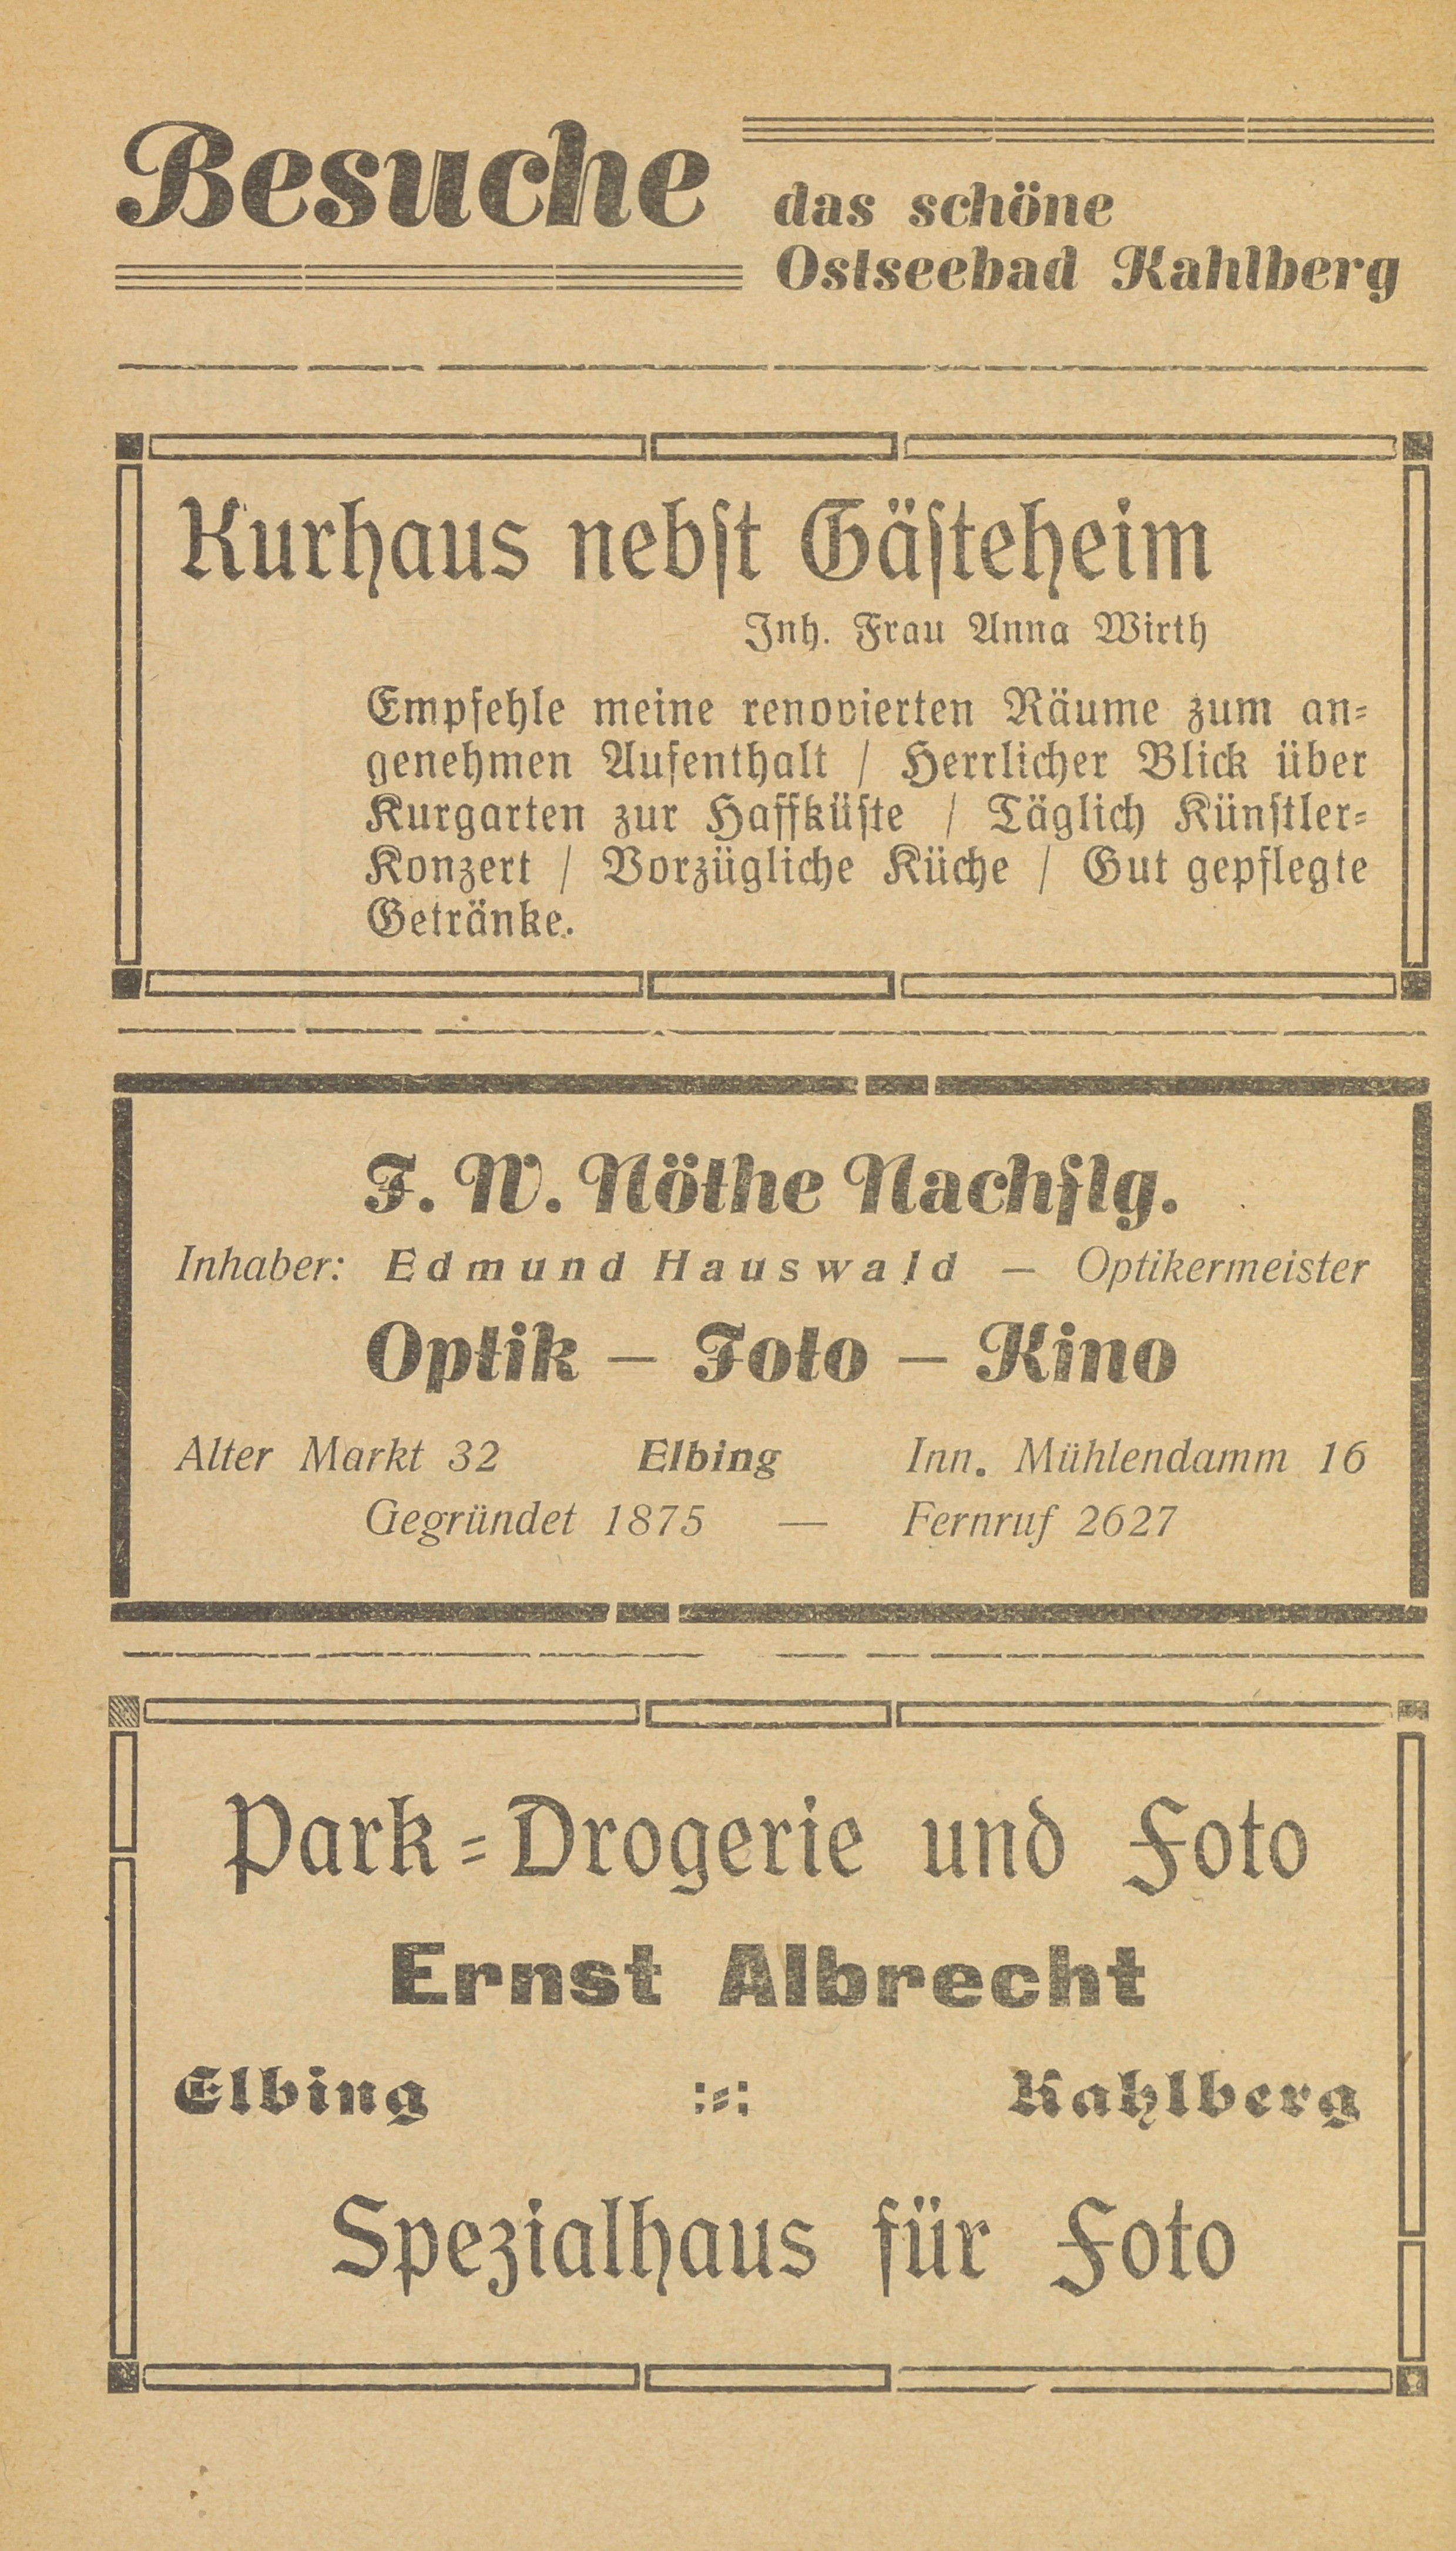 Besuche
das schöne
Ostseebad Kahlberg
Kurhaus nebst Gästeheim
Inh. Frau Anna Wirth
Empfehle meine renovierten Räume zum an-
genehmen Aufenthalt / Herrlicher Blick über
Kurgarten zur Haffküste / Täglich Künstler-
Konzert / Vorzügliche Küche / Gut gepflegte
Getränke.
F. W. Nöthe Nachflg.
Inhaber: Edmund Hauswald — Optikermeister
Optik — Foto — Kino
Alter Markt 32 Elbing Inn. Mühlendamm 16
Gegründet 1875 — Fernruf 2627
Park-Drogerie und Foto
Ernst Albrecht
Elbing :-: Kahlberg
Spezialhaus für Foto